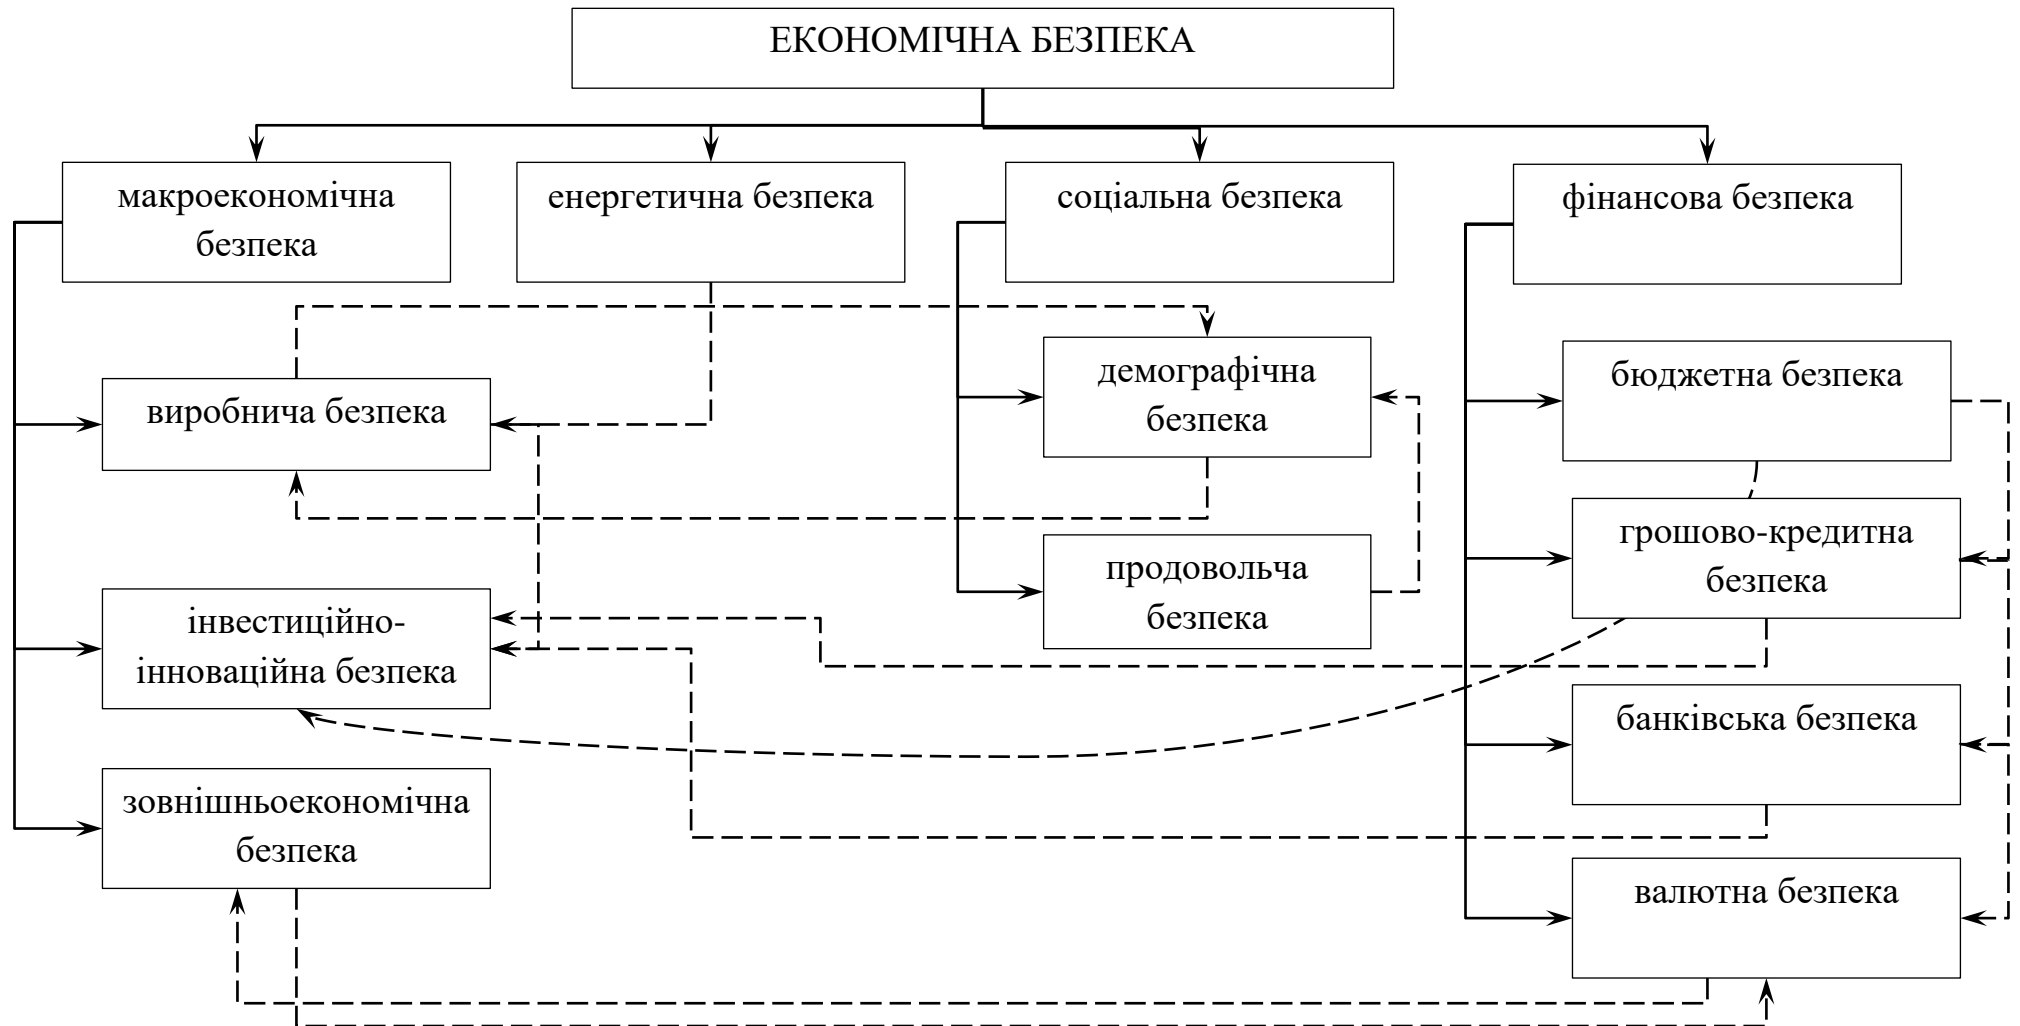 ЕКОНОМІЧНА БЕЗПЕКА
макроекономічна
безпека
енергетична безпека
соціальна безпека
фінансова безпека
виробнича безпека
інвестиційно-
інноваційна безпека
зовнішньоекономічна
безпека
демографічна
безпека
продовольча
безпека
бюджетна безпека
грошово-кредитна
безпека
банківська безпека
валютна безпека